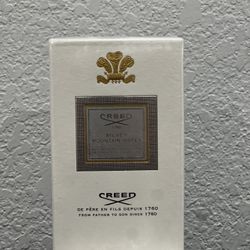 CREED
SILVER
MOUNTAIN WATER
CREED
DE PÈRE EN FILS DEPUIS 1760
FROM FATHER TO SON SINCE 1760